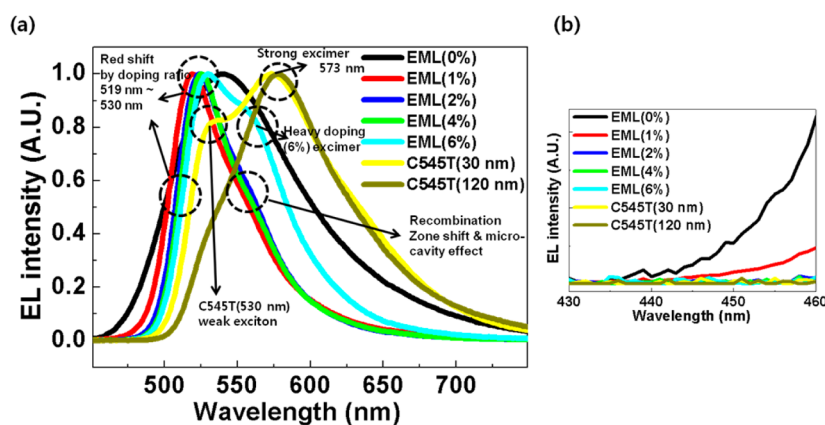 (a)
Red shift
by doping ratio
519 nm ~
530 nm
Strong excimer
573 nm
EML(0%)
EML(1%)
EML(2%)
EML(4%)
EML(6%)
C545T(30 nm)
C545T(120 nm)
Heavy doping
(6%) excimer
Recombination
Zone shift & micro-
cavity effect
C545T(530 nm)
weak exciton
EL intensity (A.U.)
1.0
0.8
0.6
0.4
0.2
0.0
500 550 600 650 700
Wavelength (nm)
(b)
EML(0%)
EML(1%)
EML(2%)
EML(4%)
EML(6%)
C545T(30 nm)
C545T(120 nm)
EL intensity (A.U.)
430 440 450 460
Wavelength (nm)